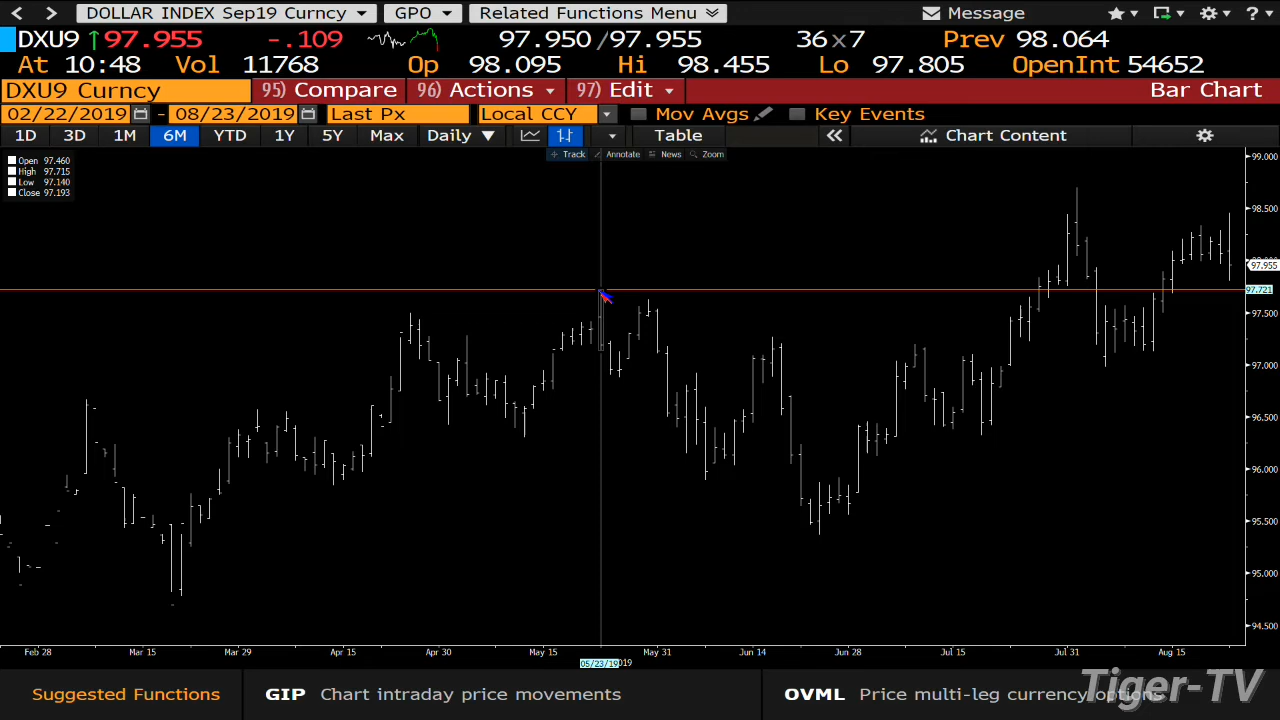 DOLLAR INDEX Sep19 Curncy GPO Related Functions Menu Message
DXU9 ↑97.955 -.109 97.950/97.955 36x7 Prev 98.064
At 10:48 Vol 11768 Op 98.095 Hi 98.455 Lo 97.805 OpenInt 54652
DXU9 Curncy 95) Compare 96) Actions 97) Edit Bar Chart
02/22/2019 - 08/23/2019 Last Px Local CCY Mov Avgs Key Events
1D 3D 1M 6M YTD 1Y 5Y Max Daily ▼ Table « Chart Content
Track Annotate News Zoom
Open 97.460
High 97.715
Low 97.140
Close 97.193
99.000
98.500
97.955
97.721
97.500
97.000
96.500
96.000
95.500
95.000
94.500
Feb 28 Mar 15 Mar 29 Apr 15 Apr 30 May 15 May 31 Jun 14 Jun 28 Jul 15 Jul 31 Aug 15
05/23/19 019
Suggested Functions GIP Chart intraday price movements OVML Price multi-leg currency options
Tiger-TV